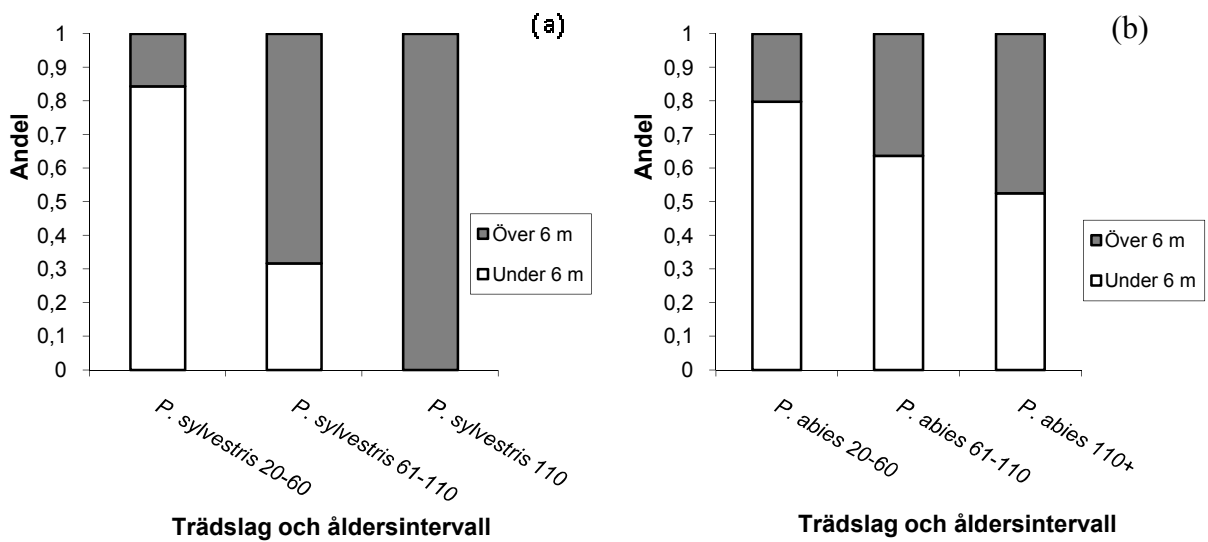 (a)
Andel
1
0,9
0,8
0,7
0,6
0,5
0,4
0,3
0,2
0,1
0
Över 6 m
Under 6 m
P. sylvestris 20-60
P. sylvestris 61-110
P. sylvestris 110
Trädslag och åldersintervall
(b)
Andel
1
0,9
0,8
0,7
0,6
0,5
0,4
0,3
0,2
0,1
0
Över 6 m
Under 6 m
P. abies 20-60
P. abies 61-110
P. abies 110+
Trädslag och åldersintervall